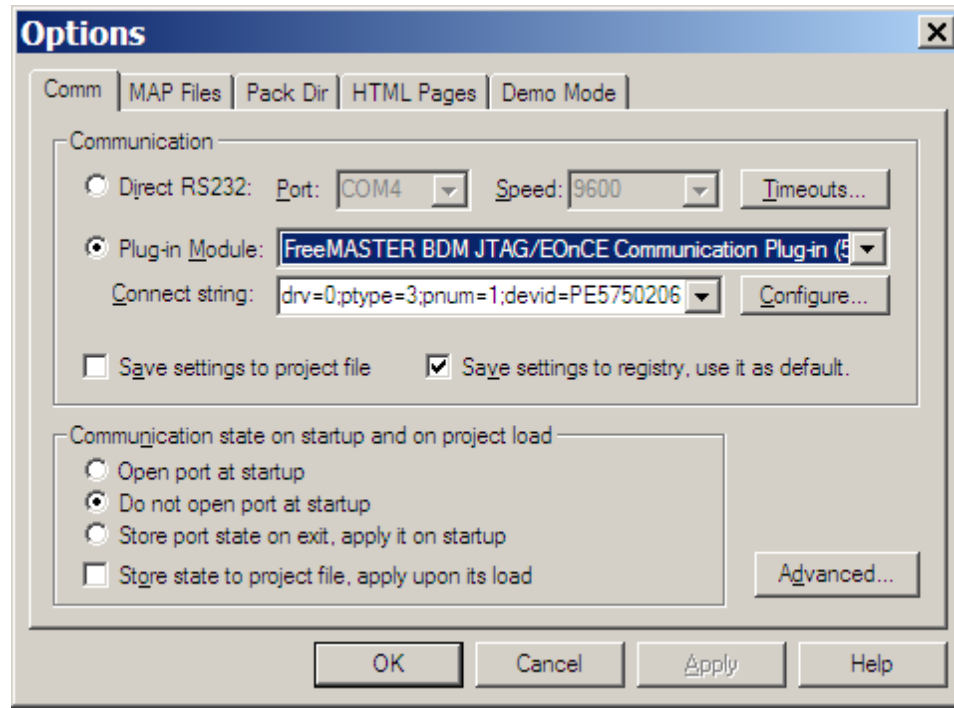 Options
Comm MAP Files Pack Dir HTML Pages Demo Mode
Communication
Direct RS232: Port: COM4 Speed: 9600 Timeouts...
Plug-in Module: FreeMASTER BDM JTAG/EOnCE Communication Plug-in (5
Connect string: drv=0;ptype=3;pnum=1;devid=PE5750206 Configure...
Save settings to project file Save settings to registry, use it as default.
Communication state on startup and on project load
Open port at startup
Do not open port at startup
Store port state on exit, apply it on startup
Store state to project file, apply upon its load Advanced...
OK Cancel Apply Help